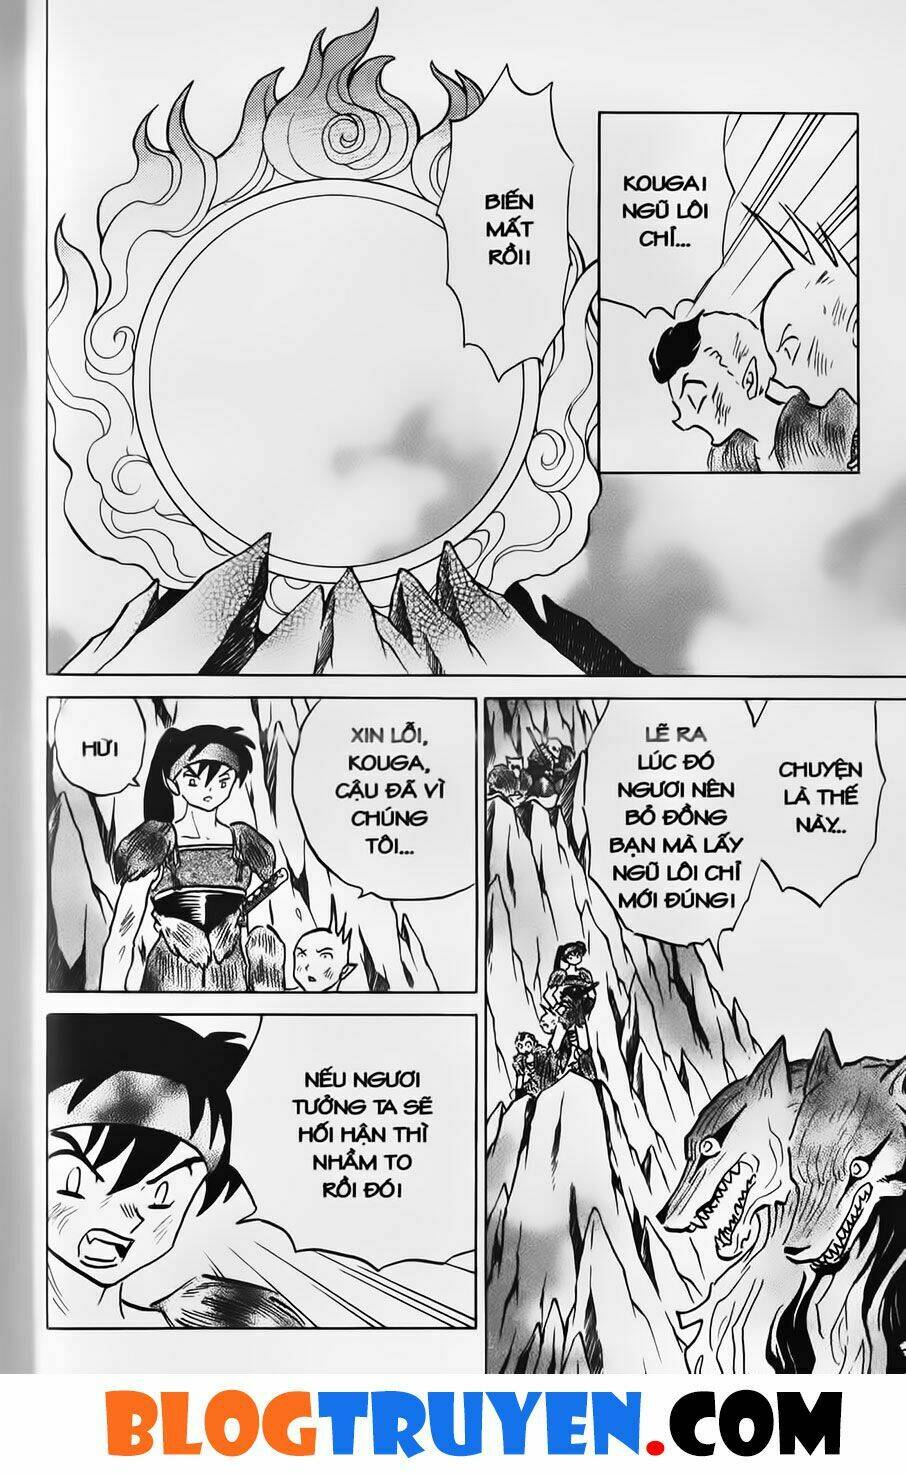 KOUGA!
NGŨ LÔI
CHỈ...
BIẾN
MẤT
RỒI!
CHUYỆN
LÀ THẾ
NÀY...
LẼ RA
LÚC ĐÓ
NGƯƠI NÊN
BỎ ĐỒNG
BẠN MÀ LẤY
NGŨ LÔI CHỈ
MỚI ĐÚNG!
XIN LỖI,
KOUGA,
CẬU ĐÃ VÌ
CHÚNG
TÔI...
HỪ!
NẾU NGƯƠI
TƯỞNG TA SẼ
HỐI HẬN THÌ
NHẦM TO
RỒI ĐÓ!
BLOGTRUYEN.COM